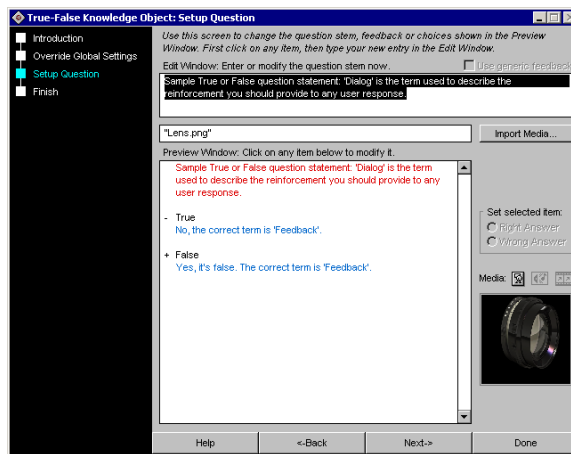 True-False Knowledge Object: Setup Question
Introduction
Override Global Settings
Setup Question
Finish
Use this screen to change the question stem, feedback or choices shown in the Preview
Window. First click on any item, then type your new entry in the Edit Window.
Edit Window: Enter or modify the question stem now.
Use generic feedback
Sample True or False question statement: 'Dialog' is the term used to describe the
reinforcement you should provide to any user response.
"Lens.png"
Import Media...
Preview Window: Click on any item below to modify it.
Sample True or False question statement: 'Dialog' is the term
used to describe the reinforcement you should provide to any
user response.
- True
No, the correct term is 'Feedback'.
+ False
Yes, it's false. The correct term is 'Feedback'.
Set selected item:
Right Answer
Wrong Answer
Media:
Help
<-Back
Next->
Done